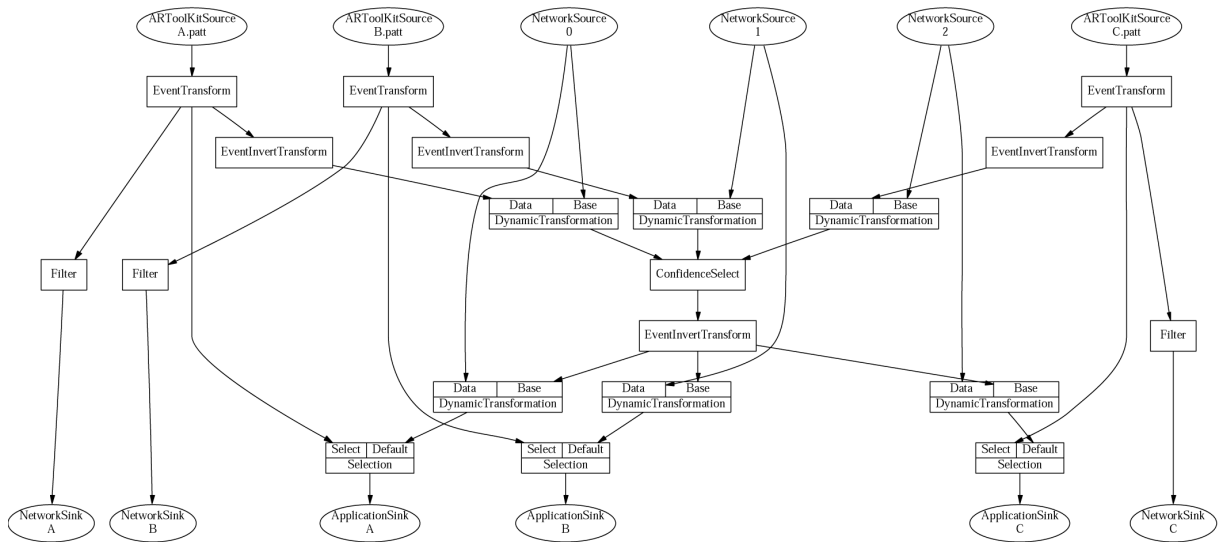 ARToolKitSource
A.patt
ARToolKitSource
B.patt
NetworkSource
0
NetworkSource
1
NetworkSource
2
ARToolKitSource
C.patt
EventTransform
EventTransform
EventTransform
EventInvertTransform
EventInvertTransform
EventInvertTransform
Data Base
DynamicTransformation
Data Base
DynamicTransformation
Data Base
DynamicTransformation
Filter
Filter
ConfidenceSelect
EventInvertTransform
Filter
Data Base
DynamicTransformation
Data Base
DynamicTransformation
Data Base
DynamicTransformation
Select Default
Selection
Select Default
Selection
Select Default
Selection
NetworkSink
A
NetworkSink
B
ApplicationSink
A
ApplicationSink
B
ApplicationSink
C
NetworkSink
C